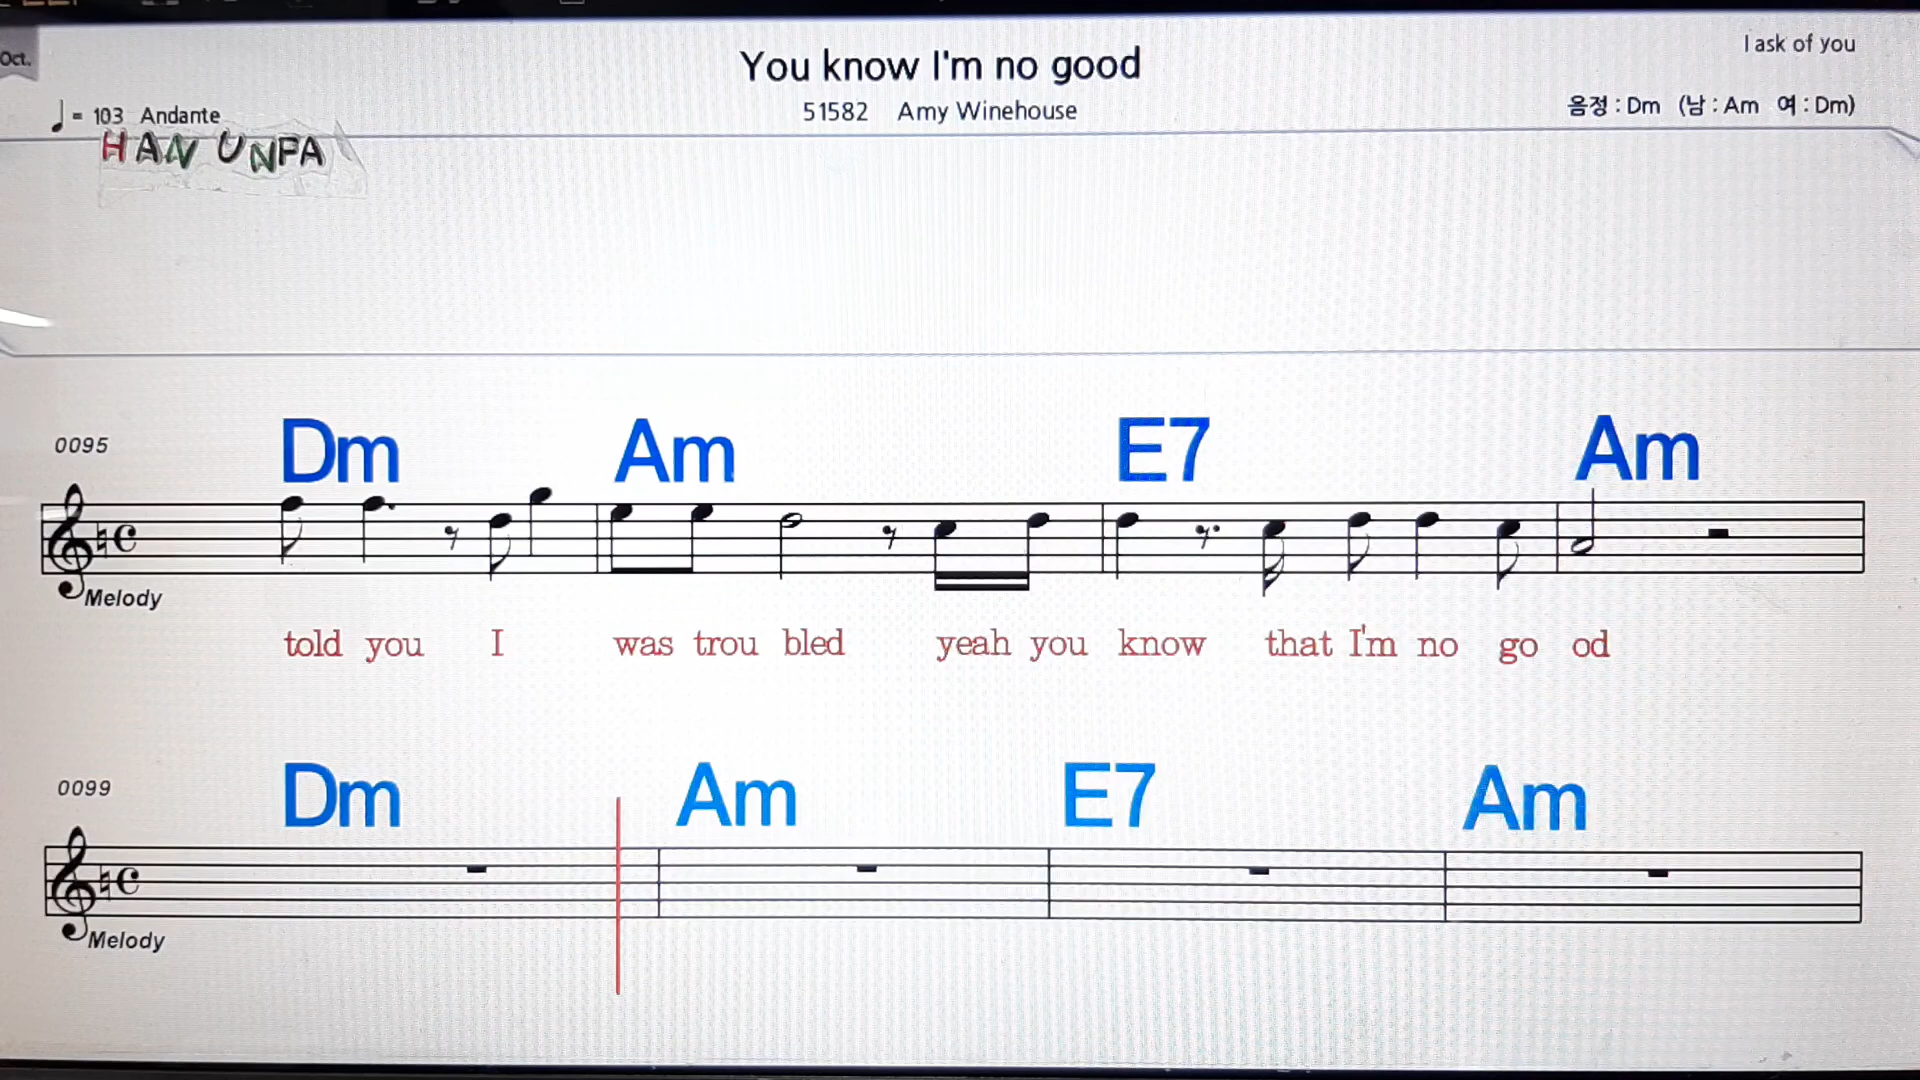 Oct.
You know I'm no good
I ask of you
♩ = 103 Andante
51582 Amy Winehouse
음정 : Dm (남 : Am 여 : Dm)
HAN UNPA
0095 Dm Am E7 Am
Melody
told you I was trou bled yeah you know that I'm no go od
0099 Dm Am E7 Am
Melody